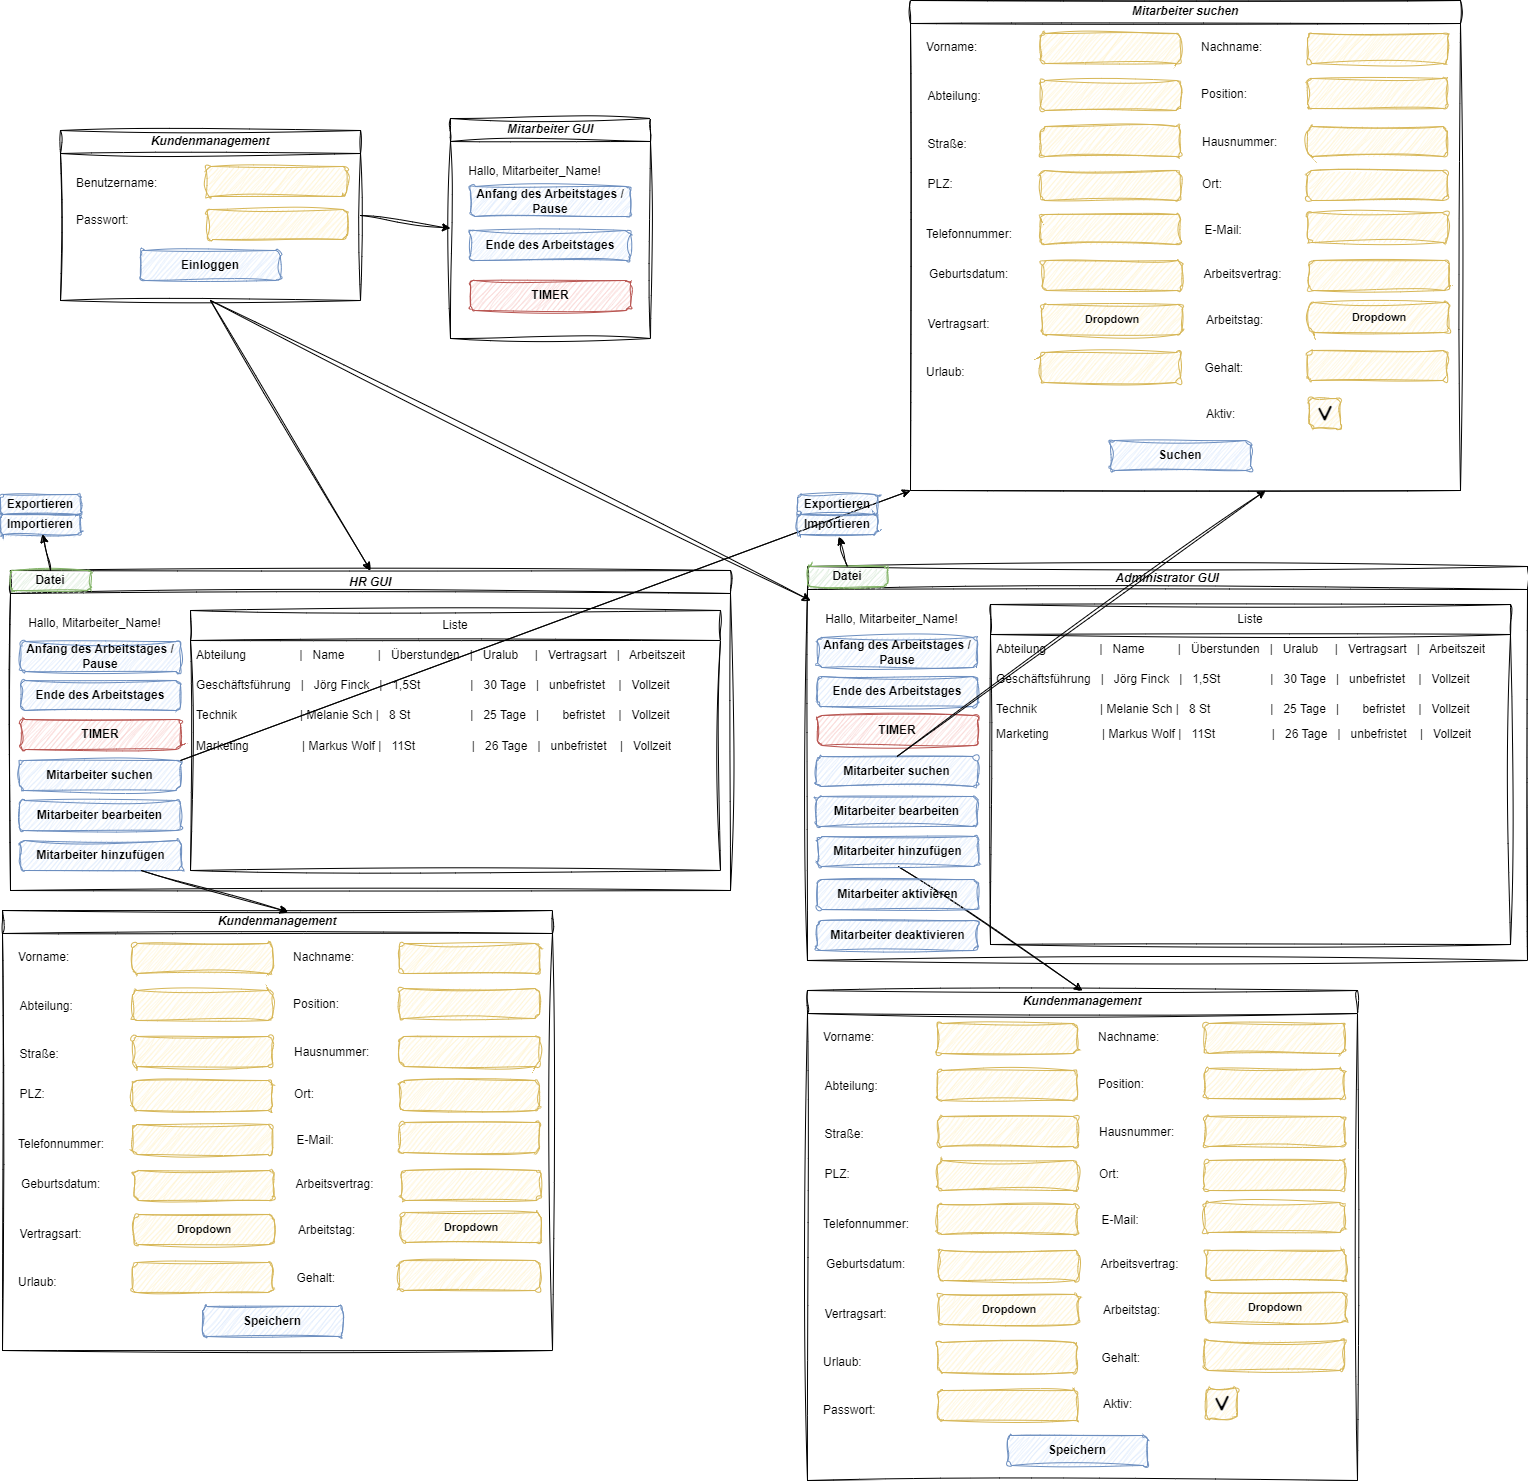 Mitarbeiter suchen
Vorname: Nachname:
Abteilung: Position:
Straße: Hausnummer:
PLZ: Ort:
Telefonnummer: E-Mail:
Geburtsdatum: Arbeitsvertrag:
Vertragsart: Dropdown Arbeitstag: Dropdown
Urlaub: Gehalt:
Aktiv: V
Suchen
Kundenmanagement
Benutzername:
Passwort:
Einloggen
Mitarbeiter GUI
Hallo, Mitarbeiter_Name!
Anfang des Arbeitstages /
Pause
Ende des Arbeitstages
TIMER
Exportieren
Importieren
Datei
HR GUI
Hallo, Mitarbeiter_Name!
Anfang des Arbeitstages /
Pause
Ende des Arbeitstages
TIMER
Mitarbeiter suchen
Mitarbeiter bearbeiten
Mitarbeiter hinzufügen
Liste
Abteilung | Name | Überstunden | Uralub | Vertragsart | Arbeitszeit
Geschäftsführung | Jörg Finck | 1,5St | 30 Tage | unbefristet | Vollzeit
Technik | Melanie Sch | 8 St | 25 Tage | befristet | Vollzeit
Marketing | Markus Wolf | 11St | 26 Tage | unbefristet | Vollzeit
Exportieren
Importieren
Datei
Administrator GUI
Hallo, Mitarbeiter_Name!
Anfang des Arbeitstages /
Pause
Ende des Arbeitstages
TIMER
Mitarbeiter suchen
Mitarbeiter bearbeiten
Mitarbeiter hinzufügen
Mitarbeiter aktivieren
Mitarbeiter deaktivieren
Liste
Abteilung | Name | Überstunden | Uralub | Vertragsart | Arbeitszeit
Geschäftsführung | Jörg Finck | 1,5St | 30 Tage | unbefristet | Vollzeit
Technik | Melanie Sch | 8 St | 25 Tage | befristet | Vollzeit
Marketing | Markus Wolf | 11St | 26 Tage | unbefristet | Vollzeit
Kundenmanagement
Vorname: Nachname:
Abteilung: Position:
Straße: Hausnummer:
PLZ: Ort:
Telefonnummer: E-Mail:
Geburtsdatum: Arbeitsvertrag:
Vertragsart: Dropdown Arbeitstag: Dropdown
Urlaub: Gehalt:
Speichern
Kundenmanagement
Vorname: Nachname:
Abteilung: Position:
Straße: Hausnummer:
PLZ: Ort:
Telefonnummer: E-Mail:
Geburtsdatum: Arbeitsvertrag:
Vertragsart: Dropdown Arbeitstag: Dropdown
Urlaub: Gehalt:
Passwort: Aktiv: V
Speichern